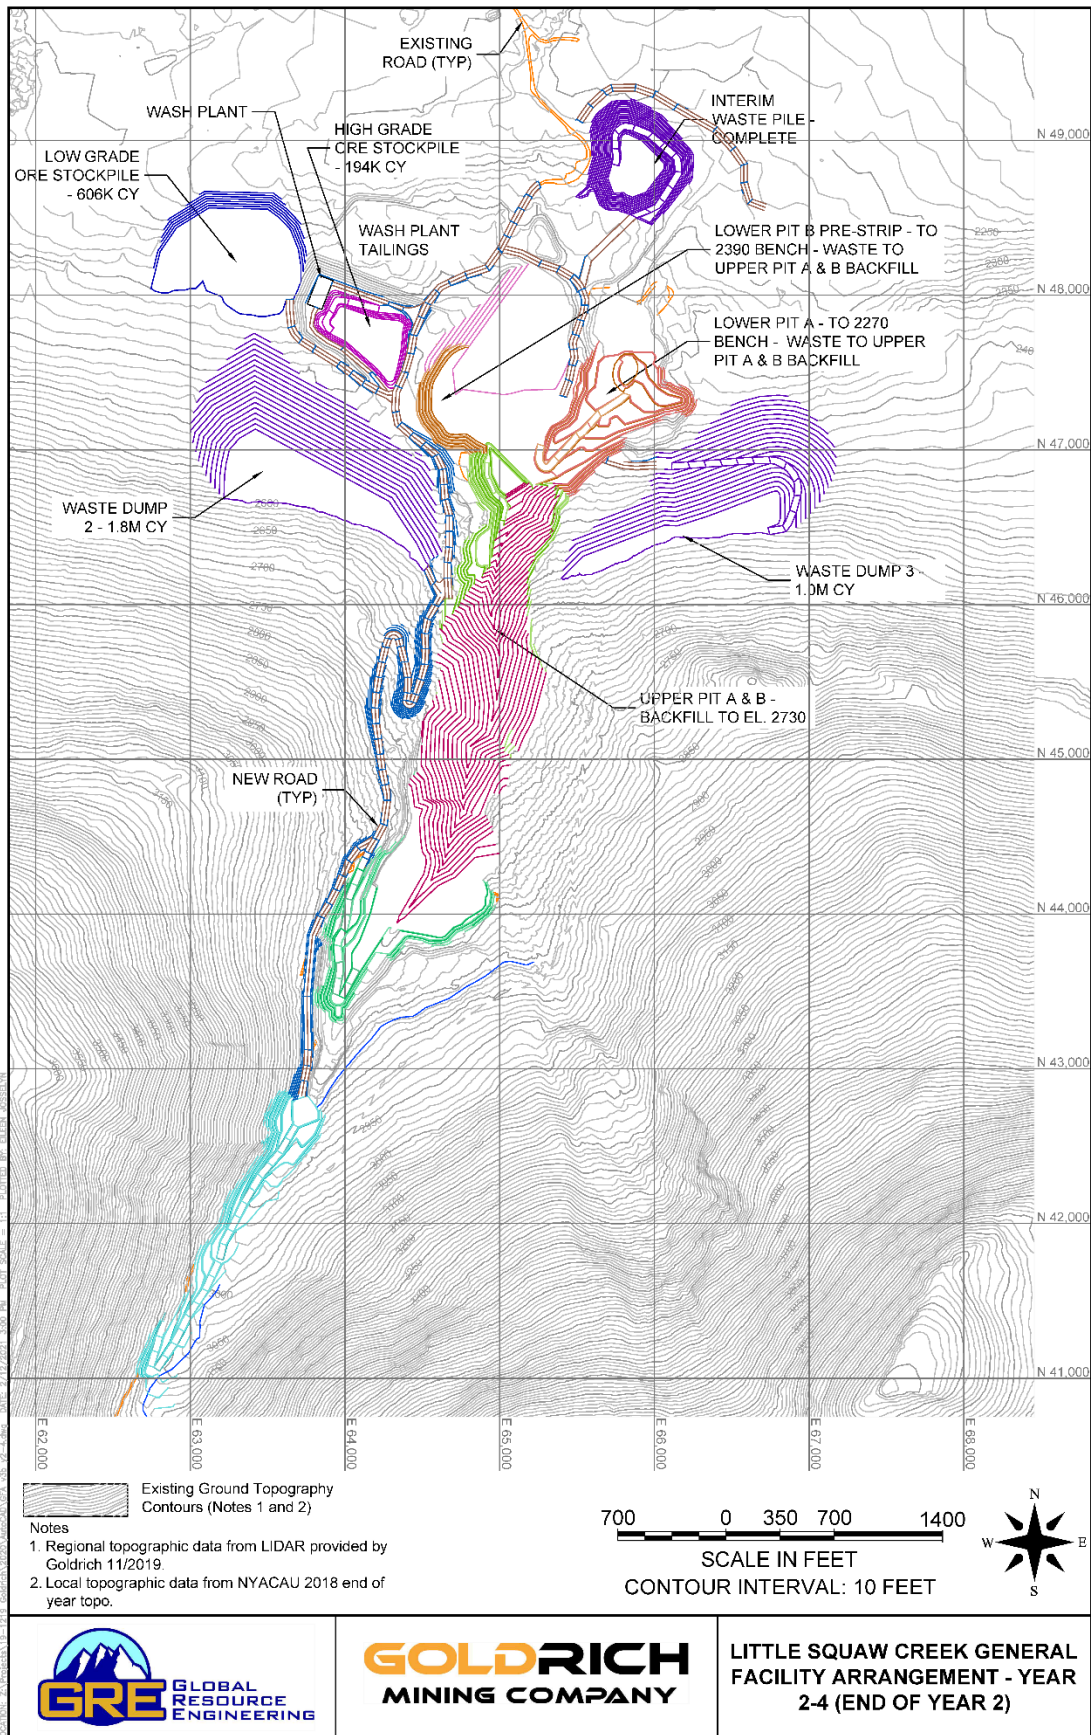 EXISTING
ROAD (TYP)
WASH PLANT
HIGH GRADE
ORE STOCKPILE
- 194K CY
INTERIM
WASTE PILE -
COMPLETE
N 49,000
LOW GRADE
ORE STOCKPILE
- 606K CY
WASH PLANT
TAILINGS
LOWER PIT B PRE-STRIP - TO
2390 BENCH - WASTE TO
UPPER PIT A & B BACKFILL
N 48,000
LOWER PIT A - TO 2270
BENCH - WASTE TO UPPER
PIT A & B BACKFILL
N 47,000
WASTE DUMP
2 - 1.8M CY
WASTE DUMP 3 -
1.0M CY
N 46,000
UPPER PIT A & B -
BACKFILL TO EL. 2730
N 45,000
NEW ROAD
(TYP)
N 44,000
N 43,000
N 42,000
N 41,000
E 62,000
E 63,000
E 64,000
E 65,000
E 66,000
E 67,000
E 68,000
Existing Ground Topography
Contours (Notes 1 and 2)
Notes
1. Regional topographic data from LIDAR provided by
Goldrich 11/2019.
2. Local topographic data from NYACAU 2018 end of
year topo.
700 0 350 700 1400
SCALE IN FEET
CONTOUR INTERVAL: 10 FEET
N
W E
S
GRE GLOBAL
RESOURCE
ENGINEERING
GOLDRICH
MINING COMPANY
LITTLE SQUAW CREEK GENERAL
FACILITY ARRANGEMENT - YEAR
2-4 (END OF YEAR 2)